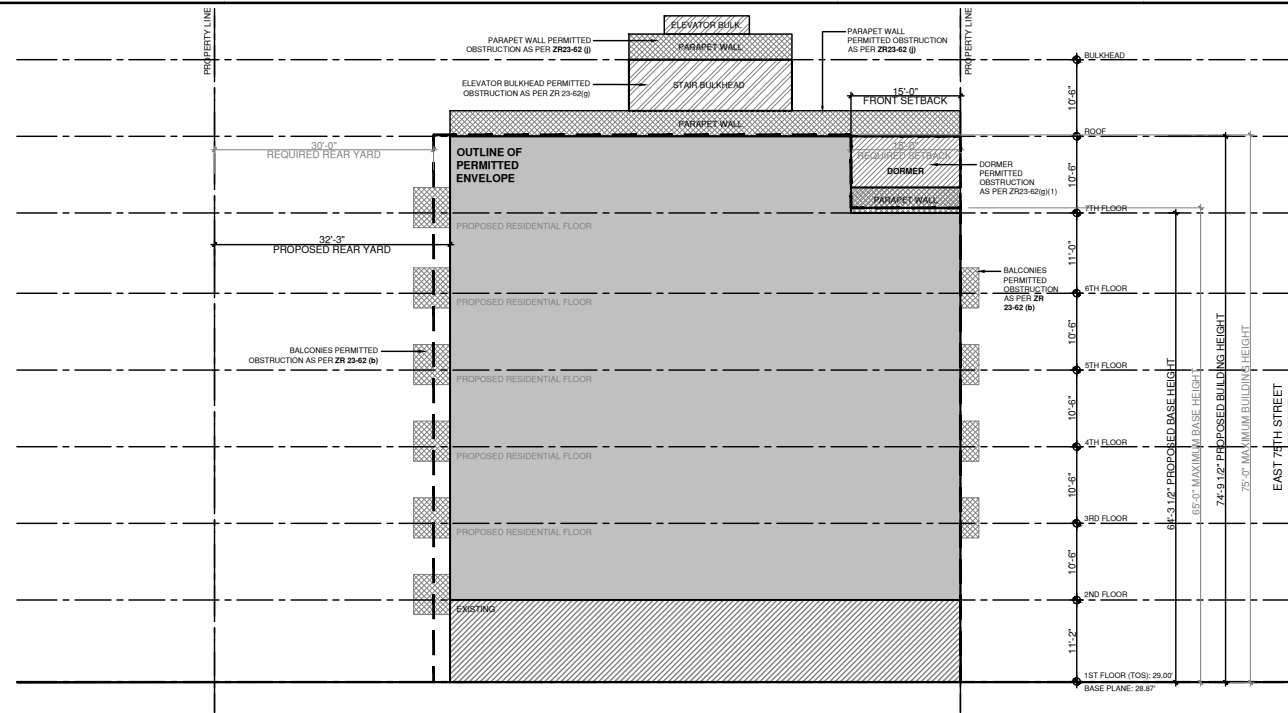 PROPERTY LINE
ELEVATOR BULK.
PROPERTY LINE
PARAPET WALL PERMITTED
OBSTRUCTION AS PER ZR23-62 (j)
PARAPET WALL
PARAPET WALL
PERMITTED OBSTRUCTION
AS PER ZR23-62 (j)
BULKHEAD
ELEVATOR BULKHEAD PERMITTED
OBSTRUCTION AS PER ZR 23-62(g)
STAIR BULKHEAD
15'-0"
FRONT SETBACK
10'-6"
PARAPET WALL
ROOF
30'-0"
REQUIRED REAR YARD
OUTLINE OF
PERMITTED
ENVELOPE
15'-0"
REQUIRED SETBACK
DORMER
DORMER
PERMITTED
OBSTRUCTION
AS PER ZR23-62(g)(1)
10'-6"
PARAPET WALL
7TH FLOOR
PROPOSED RESIDENTIAL FLOOR
32'-3"
PROPOSED REAR YARD
11'-0"
BALCONIES
PERMITTED
OBSTRUCTION
AS PER ZR
23-62 (b)
6TH FLOOR
PROPOSED RESIDENTIAL FLOOR
10'-6"
BALCONIES PERMITTED
OBSTRUCTION AS PER ZR 23-62 (b)
5TH FLOOR
PROPOSED RESIDENTIAL FLOOR
10'-6"
4TH FLOOR
PROPOSED RESIDENTIAL FLOOR
10'-6"
3RD FLOOR
PROPOSED RESIDENTIAL FLOOR
10'-6"
2ND FLOOR
EXISTING
11'-2"
1ST FLOOR (TOS): 29.00'
BASE PLANE: 28.87'
64'-3 1/2" PROPOSED BASE HEIGHT
65'-0" MAXIMUM BASE HEIGHT
74'-9 1/2" PROPOSED BUILDING HEIGHT
75'-0" MAXIMUM BUILDING HEIGHT
EAST 75TH STREET